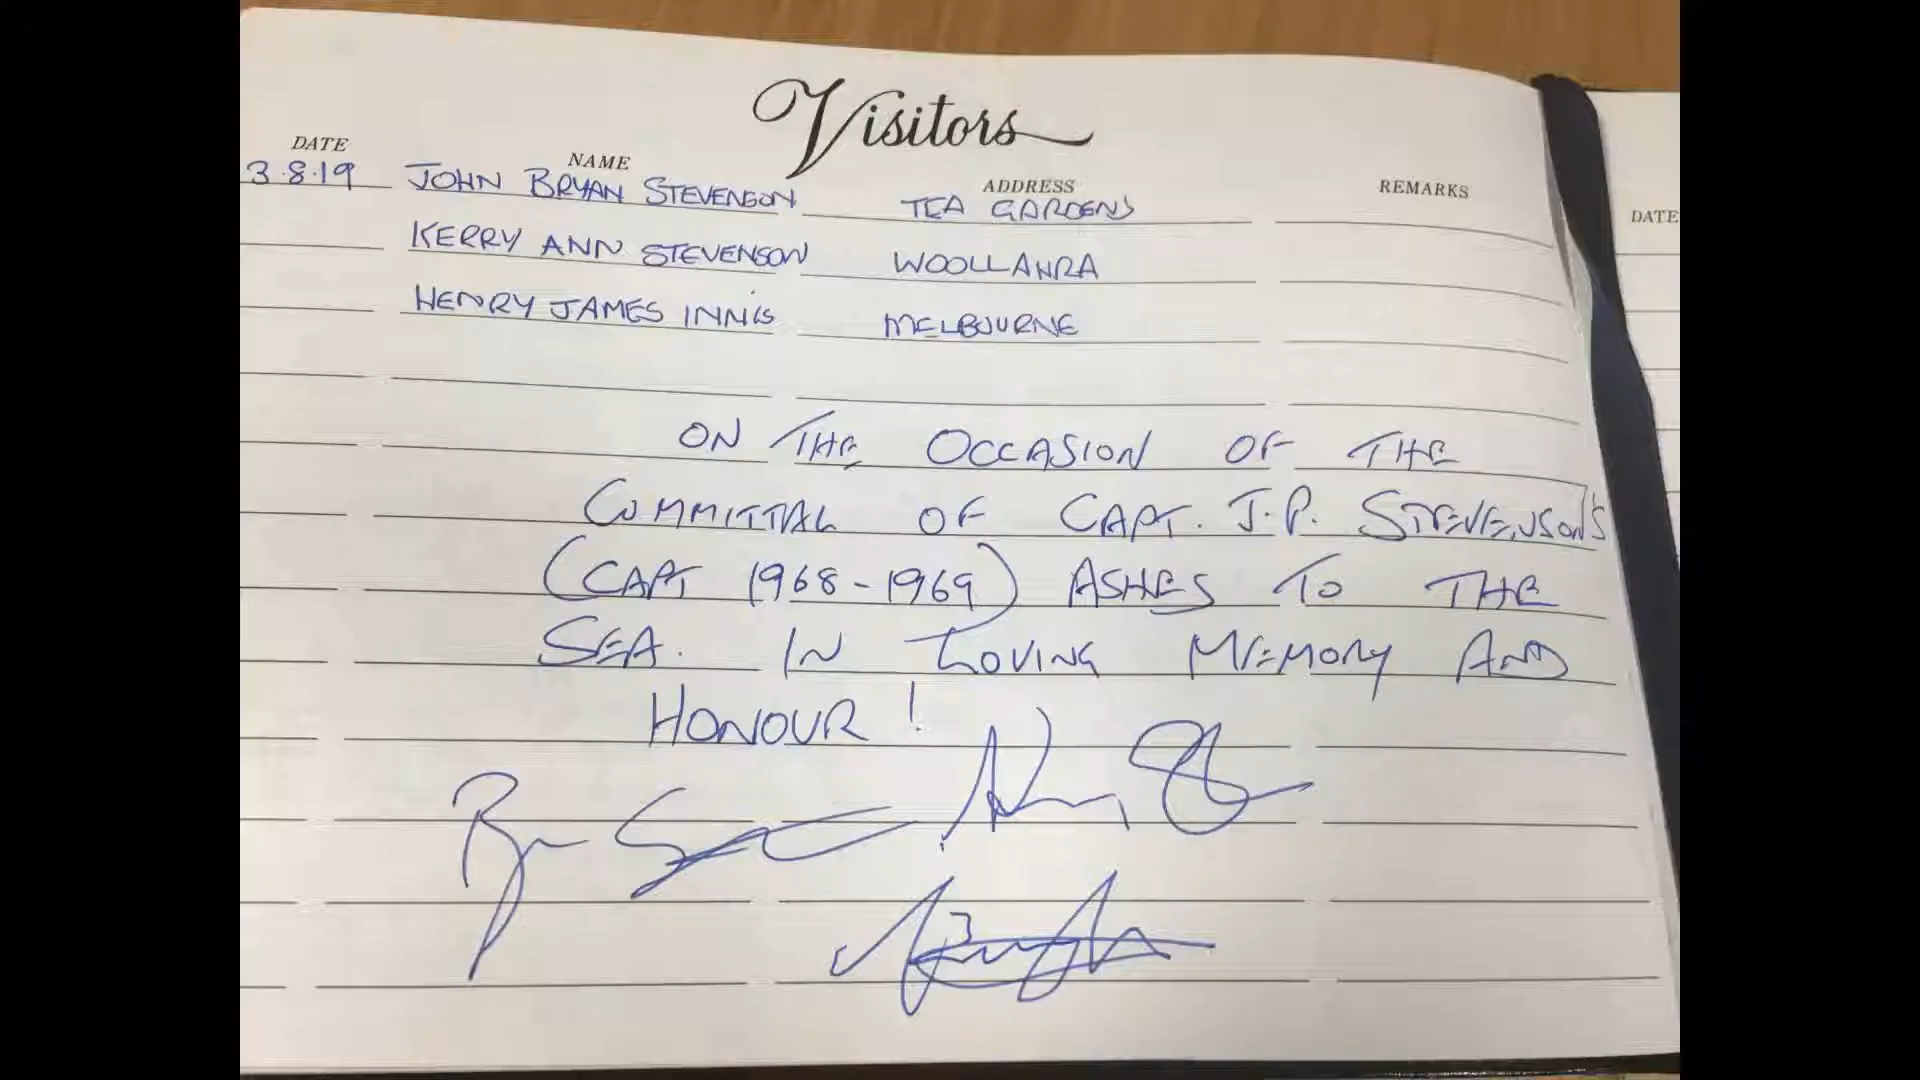 Visitors
DATE NAME ADDRESS REMARKS DATE
3.8.19 JOHN BRYAN STEVENSON TEA GARDENS
KERRY ANN STEVENSON WOOLLAHRA
HENRY JAMES INNIS MELBOURNE
ON THE OCCASION OF THE
COMMITTAL OF CAPT. J.P. STEVENSON'S
(CAPT 1968-1969) ASHES TO THE
SEA. IN LOVING MEMORY AND
HONOUR!